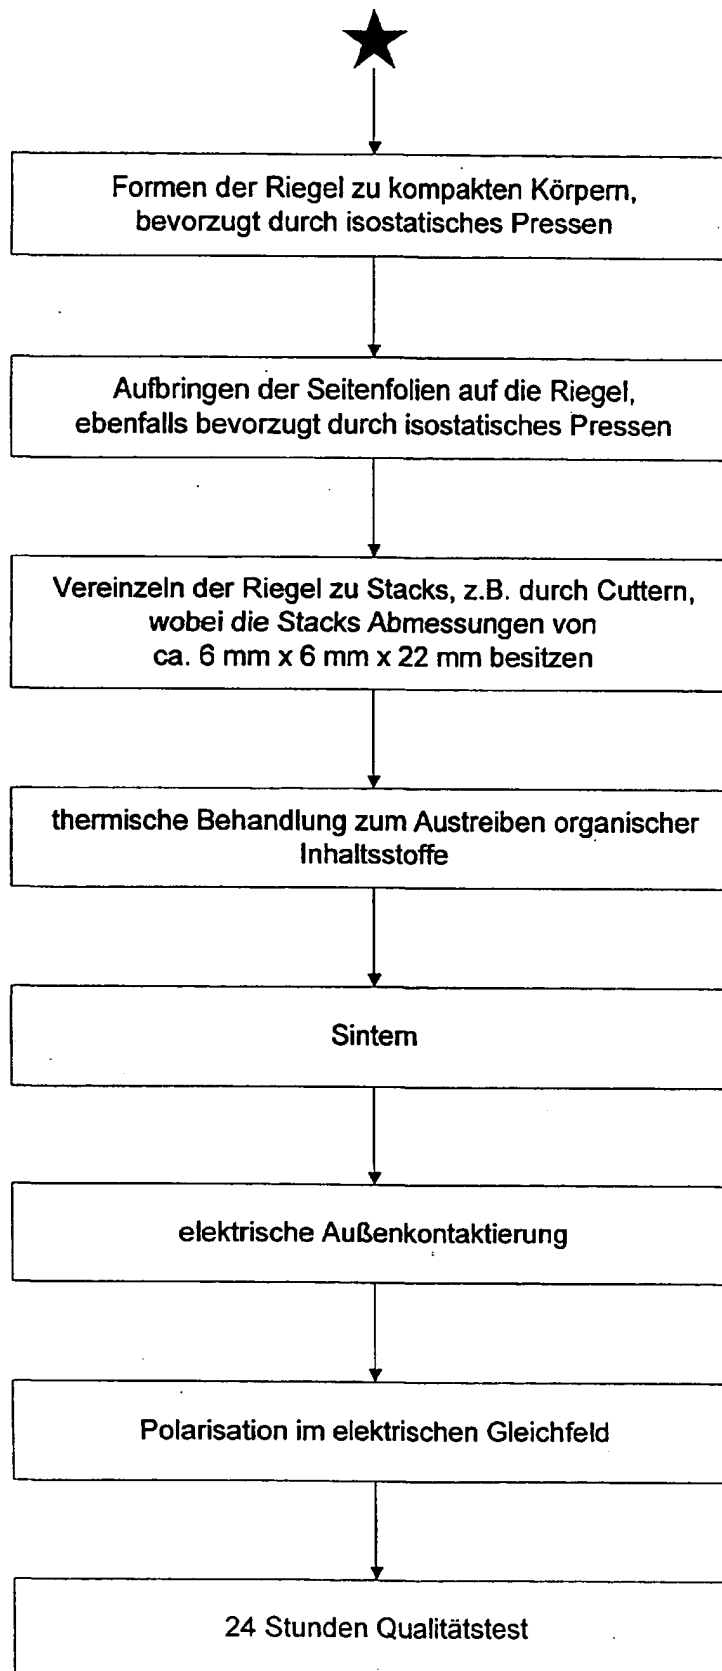 Formen der Riegel zu kompakten Körpern,
bevorzugt durch isostatisches Pressen
Aufbringen der Seitenfolien auf die Riegel,
ebenfalls bevorzugt durch isostatisches Pressen
Vereinzeln der Riegel zu Stacks, z.B. durch Cuttern,
wobei die Stacks Abmessungen von
ca. 6 mm x 6 mm x 22 mm besitzen
thermische Behandlung zum Austreiben organischer
Inhaltsstoffe
Sintern
elektrische Außenkontaktierung
Polarisation im elektrischen Gleichfeld
24 Stunden Qualitätstest